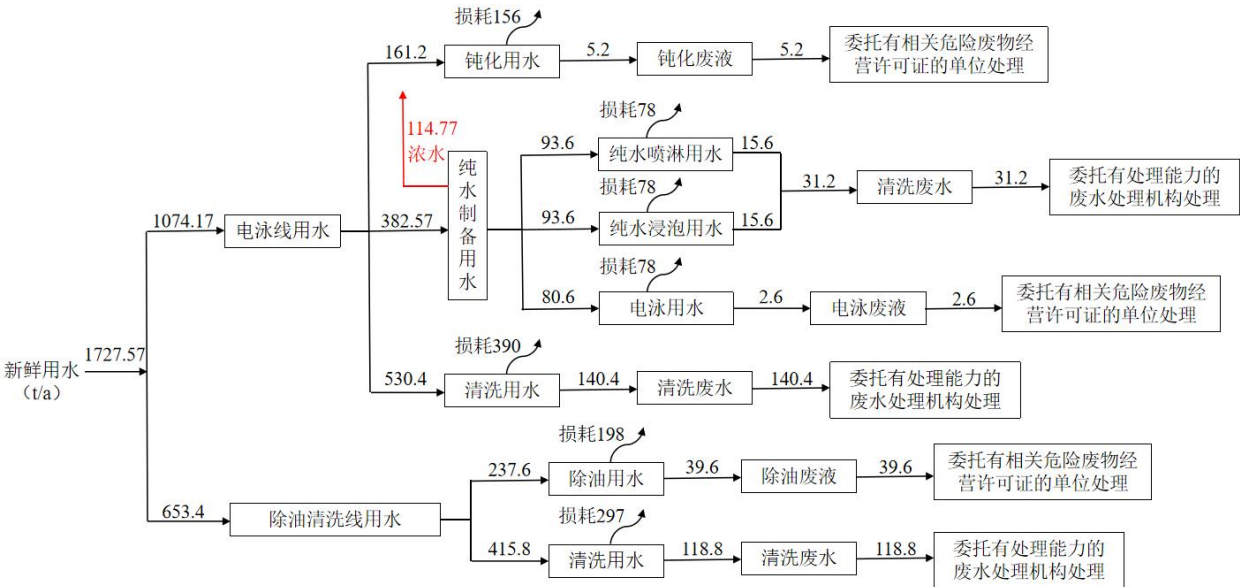 损耗156
161.2
钝化用水
5.2
钝化废液
5.2
委托有相关危险废物经
营许可证的单位处理
114.77
浓水
纯水制备用水
93.6
损耗78
纯水喷淋用水
15.6
31.2
清洗废水
31.2
委托有处理能力的
废水处理机构处理
1074.17
电泳线用水
382.57
93.6
损耗78
纯水浸泡用水
15.6
80.6
损耗78
电泳用水
2.6
电泳废液
2.6
委托有相关危险废物经
营许可证的单位处理
新鲜用水
(t/a)
1727.57
530.4
损耗390
清洗用水
140.4
清洗废水
140.4
委托有处理能力的
废水处理机构处理
653.4
除油清洗线用水
237.6
损耗198
除油用水
39.6
除油废液
39.6
委托有相关危险废物经
营许可证的单位处理
415.8
损耗297
清洗用水
118.8
清洗废水
118.8
委托有处理能力的
废水处理机构处理